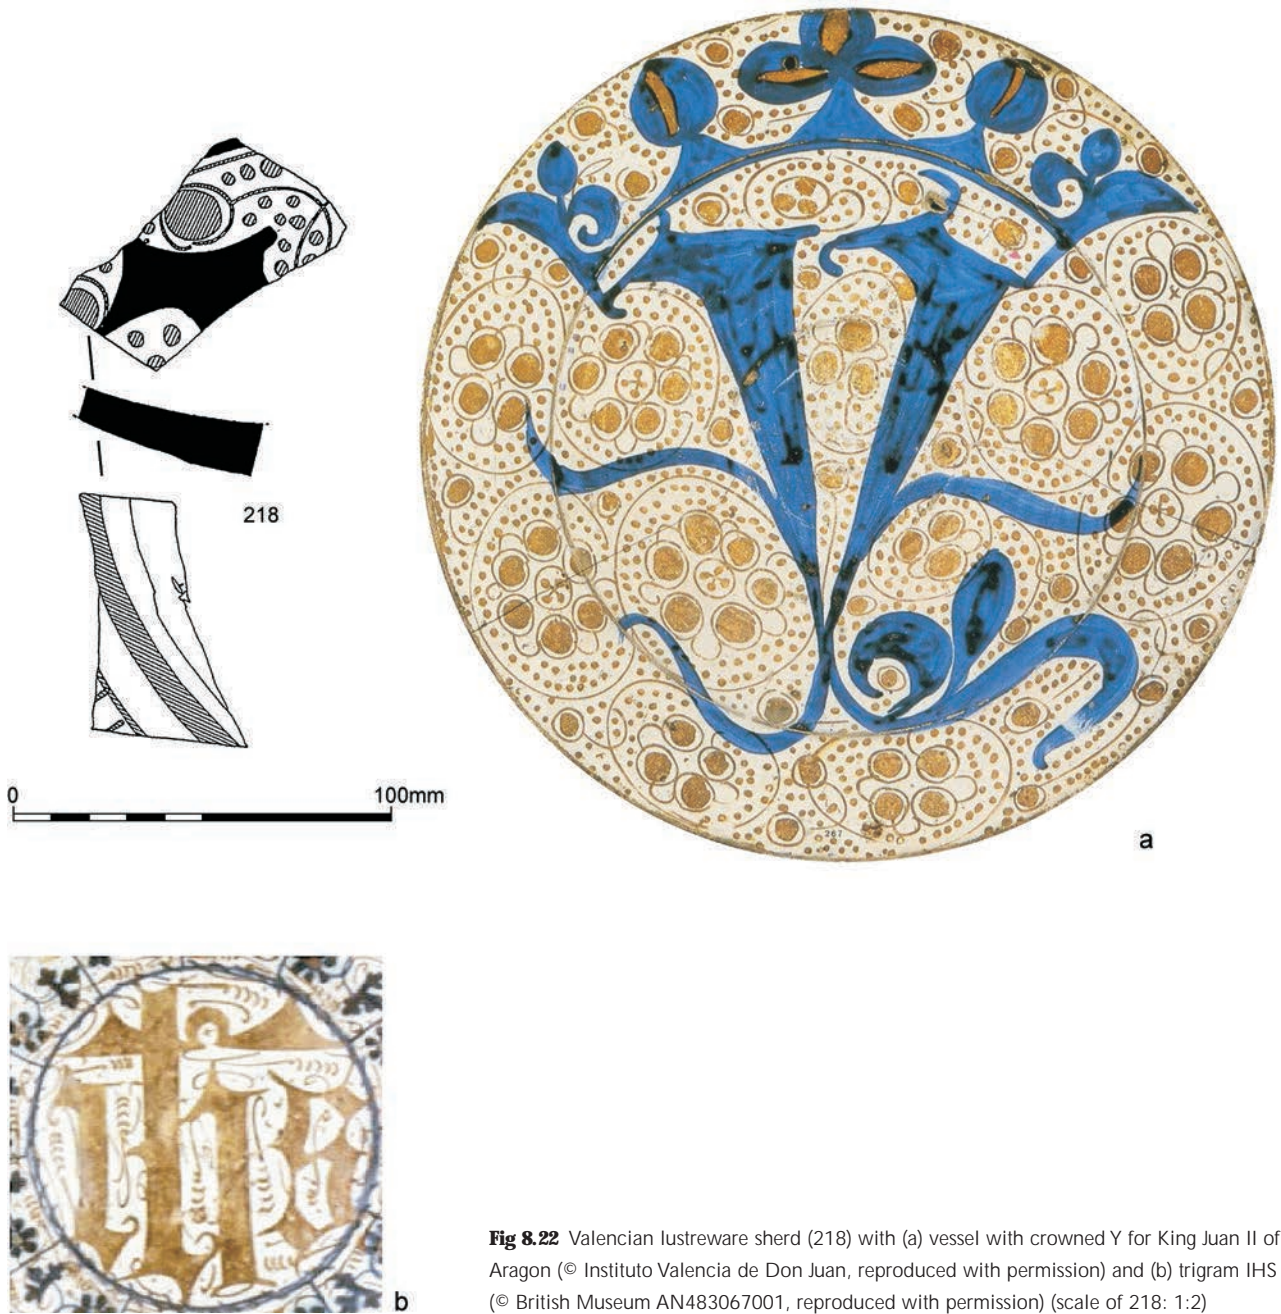 218
0
100mm
267
a
b
Fig 8.22 Valencian lustreware sherd (218) with (a) vessel with crowned Y for King Juan II of
Aragon (© Instituto Valencia de Don Juan, reproduced with permission) and (b) trigram IHS
(© British Museum AN483067001, reproduced with permission) (scale of 218: 1:2)